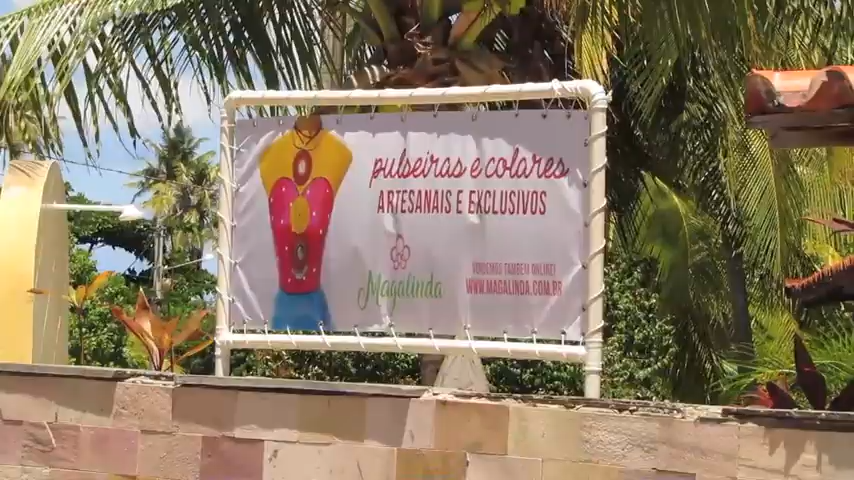 pulseiras e colares
ARTESANAIS E EXCLUSIVOS
Magalinda
VENDEMOS TAMBÉM ONLINE!
WWW.MAGALINDA.COM.BR